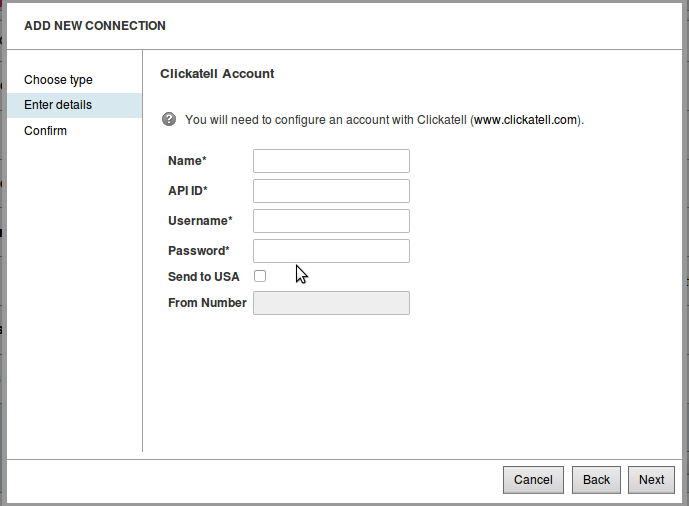 ADD NEW CONNECTION
Choose type
Enter details
Confirm
Clickatell Account
You will need to configure an account with Clickatell (www.clickatell.com).
Name*
API ID*
Username*
Password*
Send to USA
From Number
Cancel
Back
Next